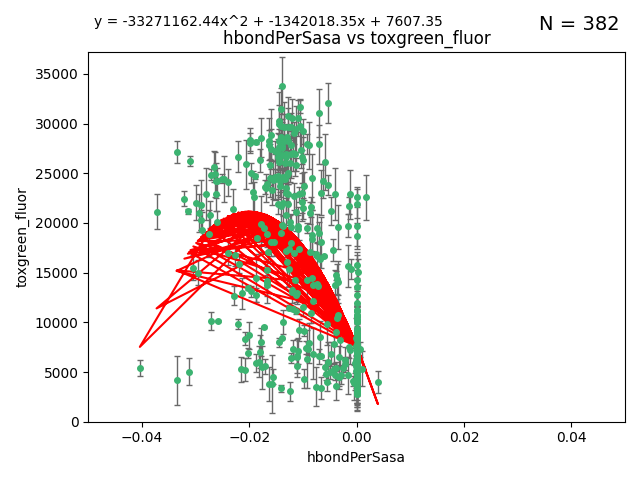 y = -33271162.44x^2 + -1342018.35x + 7607.35
N = 382
hbondPerSasa vs toxgreen_fluor
35000
30000
25000
20000
15000
10000
5000
0
toxgreen_fluor
−0.04
−0.02
0.00
0.02
0.04
hbondPerSasa